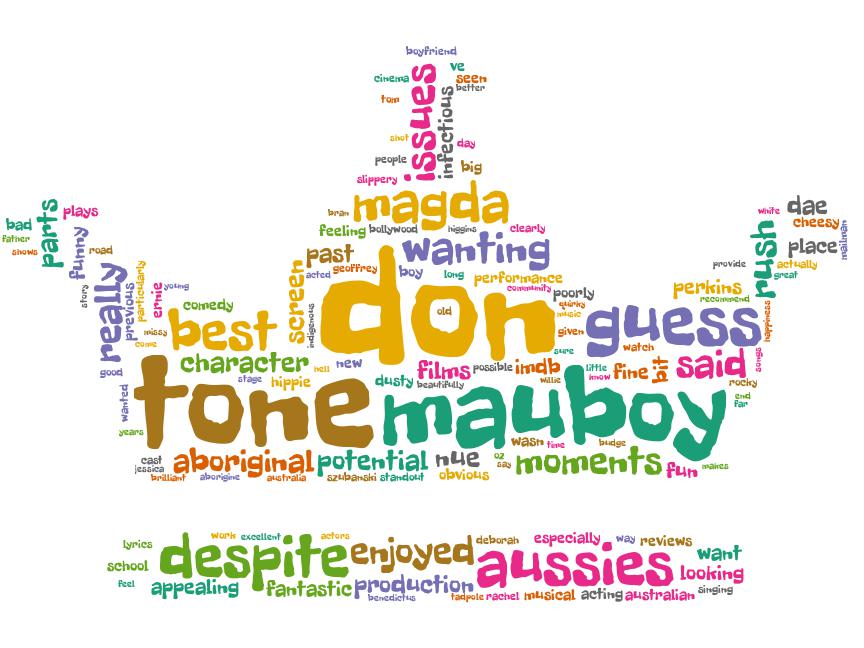 boyfriend
cinema
ve
seen
better
tom
issues
infectious
shot
day
people
big
slippery
magda
bran
feeling
bollywood
higgins
clearly
bad
father
shows
parts
plays
funny
road
white
dae
cheesy
mailman
place
rush
actually
great
provide
past
wanting
acted
geoffrey
boy
long
performance
community
poorly
perkins
recommend
story
really
previous
particularly
ernie
young
comedy
screen
indigenous
don
old
quirky
music
given
guess
happiness
missy
come
best
sure
watch
songs
good
character
hell
new
films
possible
imdb
little
fine
bit
said
stage
hippie
dusty
beautifully
willie
know
rocky
wanted
years
tone
mauboy
end
far
wasn
time
budge
cast
jessica
aboriginal
potential
nue
oz
say
moments
fun
makes
brilliant
aborigine
australia
szubanski
standout
obvious
lyrics
work
excellent
actors
deborah
especially
way
reviews
school
despite
enjoyed
aussies
want
looking
feel
appealing
fantastic
production
benedictus
tadpole
rachel
musical
acting
australian
singing